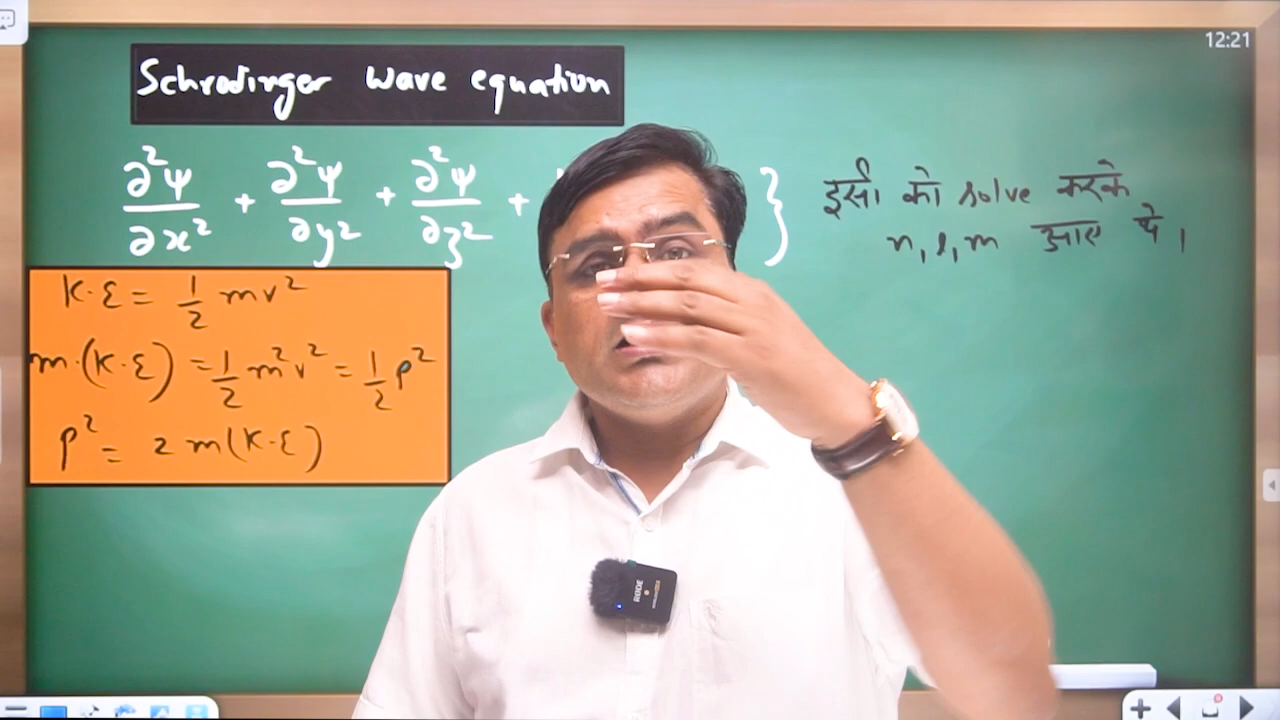 12:21
Schrodinger wave equation
∂²ψ/∂x² + ∂²ψ/∂y² + ∂²ψ/∂z² + }
K.E = 1/2 mv²
m.(K.E) = 1/2 m²v² = 1/2 p²
p² = 2m(K.E)
इसी को solve करके
n, l, m आए थे।
RODE